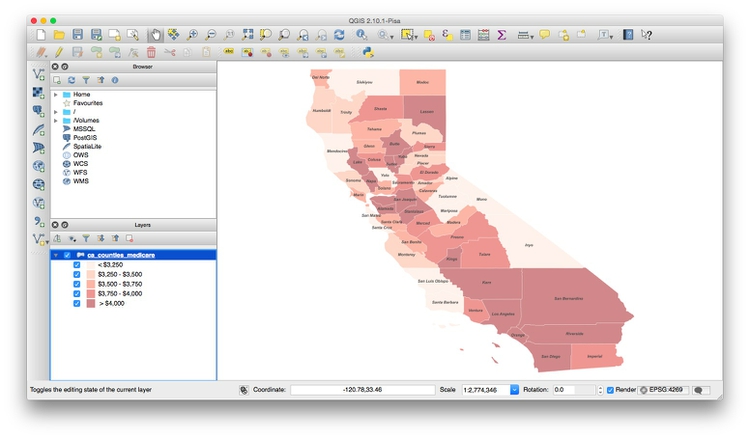 QGIS 2.10.1-Pisa
Browser
Home
Favourites
/
/Volumes
MSSQL
PostGIS
SpatiaLite
OWS
WCS
WFS
WMS
Layers
ca_counties_medicare
< $3,250
$3,250 - $3,500
$3,500 - $3,750
$3,750 - $4,000
> $4,000
Del Norte
Siskiyou
Modoc
Humboldt
Trinity
Shasta
Lassen
Tehama
Plumas
Mendocino
Glenn
Butte
Sierra
Lake
Colusa
Nevada
Placer
Yolo
El Dorado
Sonoma
Sacramento
Amador
Alpine
Solano
Calaveras
Marin
Tuolumne
Mono
San Joaquin
Alameda
Stanislaus
Mariposa
San Mateo
Santa Clara
Merced
Madera
Santa Cruz
San Benito
Fresno
Inyo
Monterey
Kings
Tulare
San Luis Obispo
Kern
San Bernardino
Santa Barbara
Ventura
Los Angeles
Orange
Riverside
San Diego
Imperial
Toggles the editing state of the current layer
Coordinate:
-120.78,33.46
Scale
1:2,774,346
Rotation:
0.0
Render
EPSG:4269